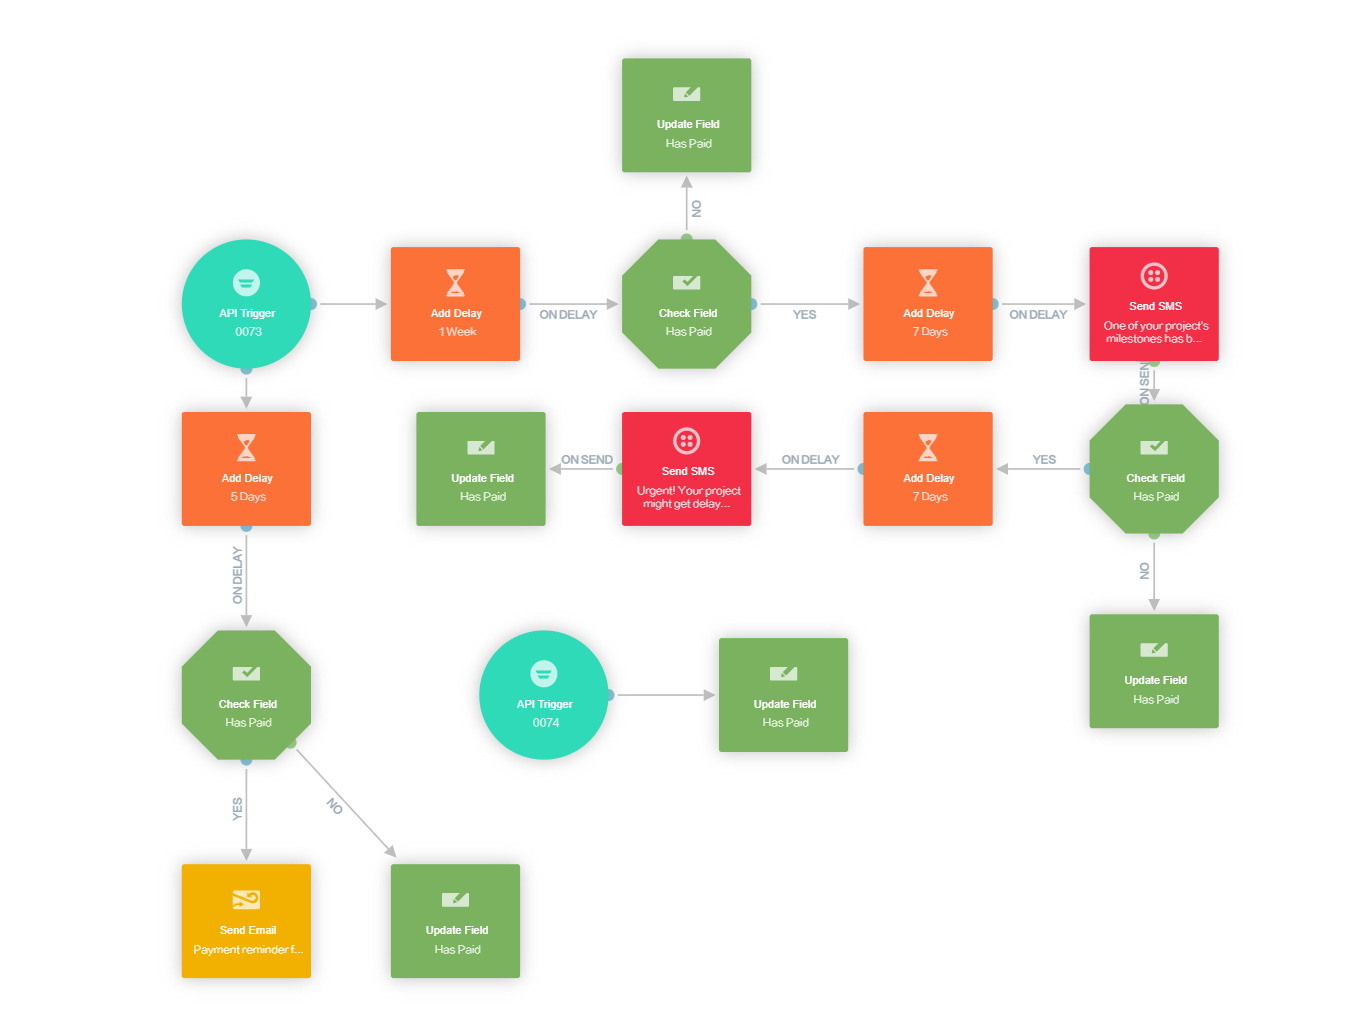 Update Field
Has Paid
NO
API Trigger
0073
Add Delay
1 Week
ON DELAY
Check Field
Has Paid
YES
Add Delay
7 Days
ON DELAY
Send SMS
One of your project's
milestones has b...
ON SEN
Add Delay
5 Days
Update Field
Has Paid
ON SEND
Send SMS
Urgent! Your project
might get delay...
ON DELAY
Add Delay
7 Days
YES
Check Field
Has Paid
ON DELAY
NO
Check Field
Has Paid
API Trigger
0074
Update Field
Has Paid
Update Field
Has Paid
YES
NO
Send Email
Payment reminder f...
Update Field
Has Paid